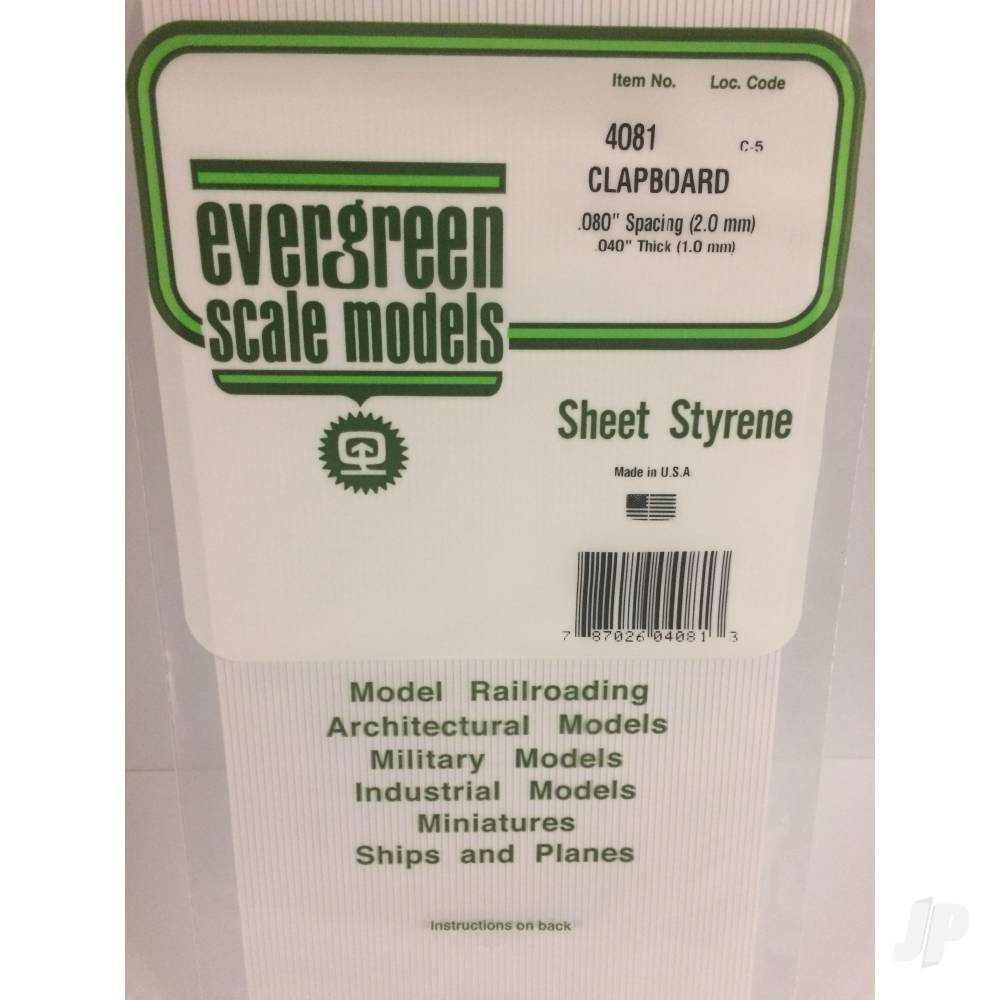 Item No. Loc. Code
4081 C-5
CLAPBOARD
.080" Spacing (2.0 mm)
.040" Thick (1.0 mm)
evergreen
scale models
Sheet Styrene
Made in U.S.A
7 87026 04081 3
Model Railroading
Architectural Models
Military Models
Industrial Models
Miniatures
Ships and Planes
Instructions on back
JP